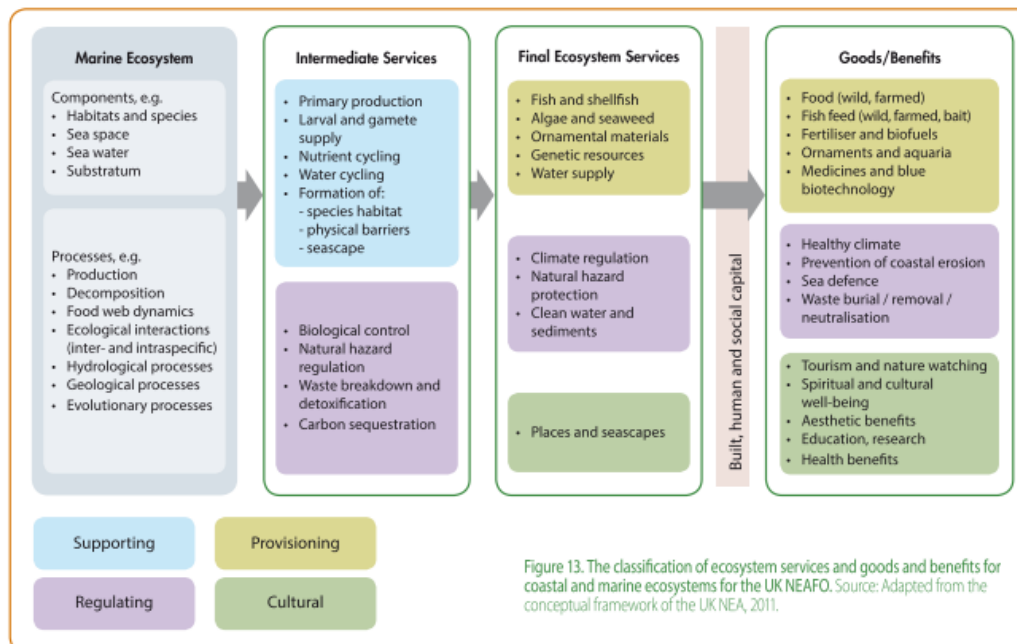 Marine Ecosystem
Components, e.g.
• Habitats and species
• Sea space
• Sea water
• Substratum
Processes, e.g.
• Production
• Decomposition
• Food web dynamics
• Ecological interactions
(inter- and intraspecific)
• Hydrological processes
• Geological processes
• Evolutionary processes
Intermediate Services
• Primary production
• Larval and gamete
supply
• Nutrient cycling
• Water cycling
• Formation of:
- species habitat
- physical barriers
- seascape
• Biological control
• Natural hazard
regulation
• Waste breakdown and
detoxification
• Carbon sequestration
Final Ecosystem Services
• Fish and shellfish
• Algae and seaweed
• Ornamental materials
• Genetic resources
• Water supply
• Climate regulation
• Natural hazard
protection
• Clean water and
sediments
• Places and seascapes
Built, human and social capital
Goods/Benefits
• Food (wild, farmed)
• Fish feed (wild, farmed, bait)
• Fertiliser and biofuels
• Ornaments and aquaria
• Medicines and blue
biotechnology
• Healthy climate
• Prevention of coastal erosion
• Sea defence
• Waste burial / removal /
neutralisation
• Tourism and nature watching
• Spiritual and cultural
well-being
• Aesthetic benefits
• Education, research
• Health benefits
Supporting
Provisioning
Regulating
Cultural
Figure 13. The classification of ecosystem services and goods and benefits for
coastal and marine ecosystems for the UK NEAFO. Source: Adapted from the
conceptual framework of the UK NEA, 2011.